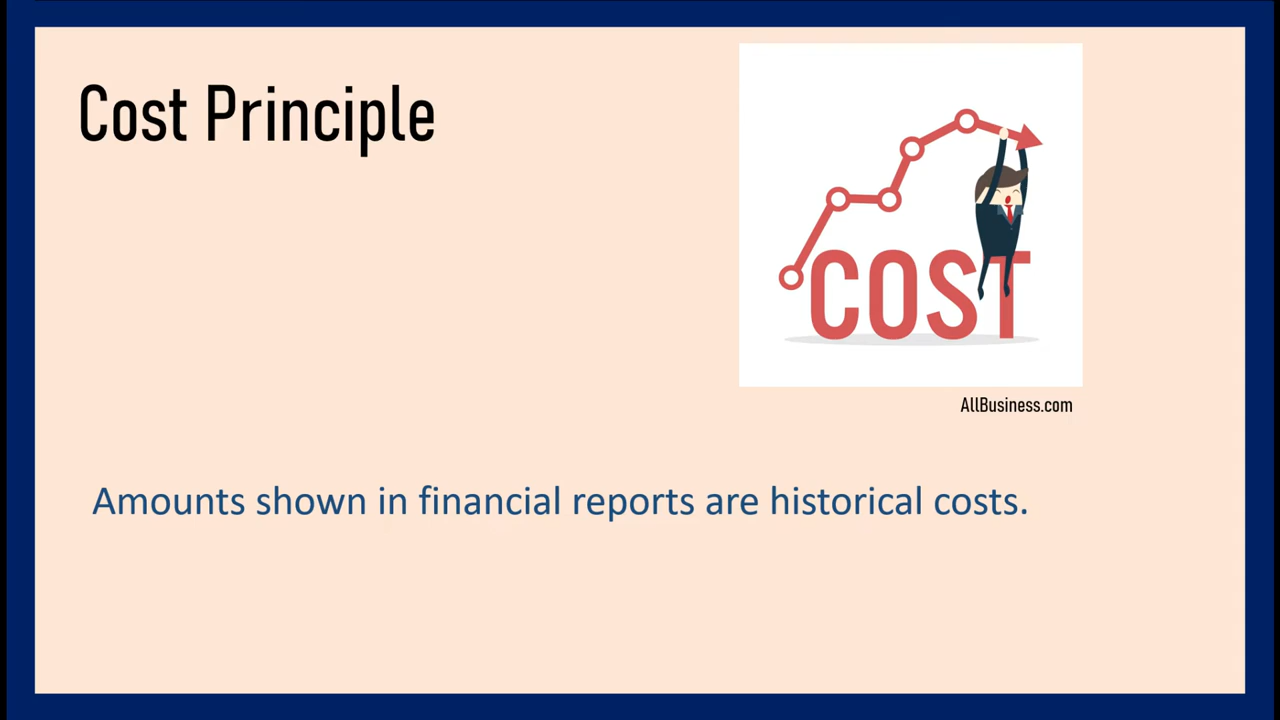 Cost Principle
COST
AllBusiness.com
Amounts shown in financial reports are historical costs.